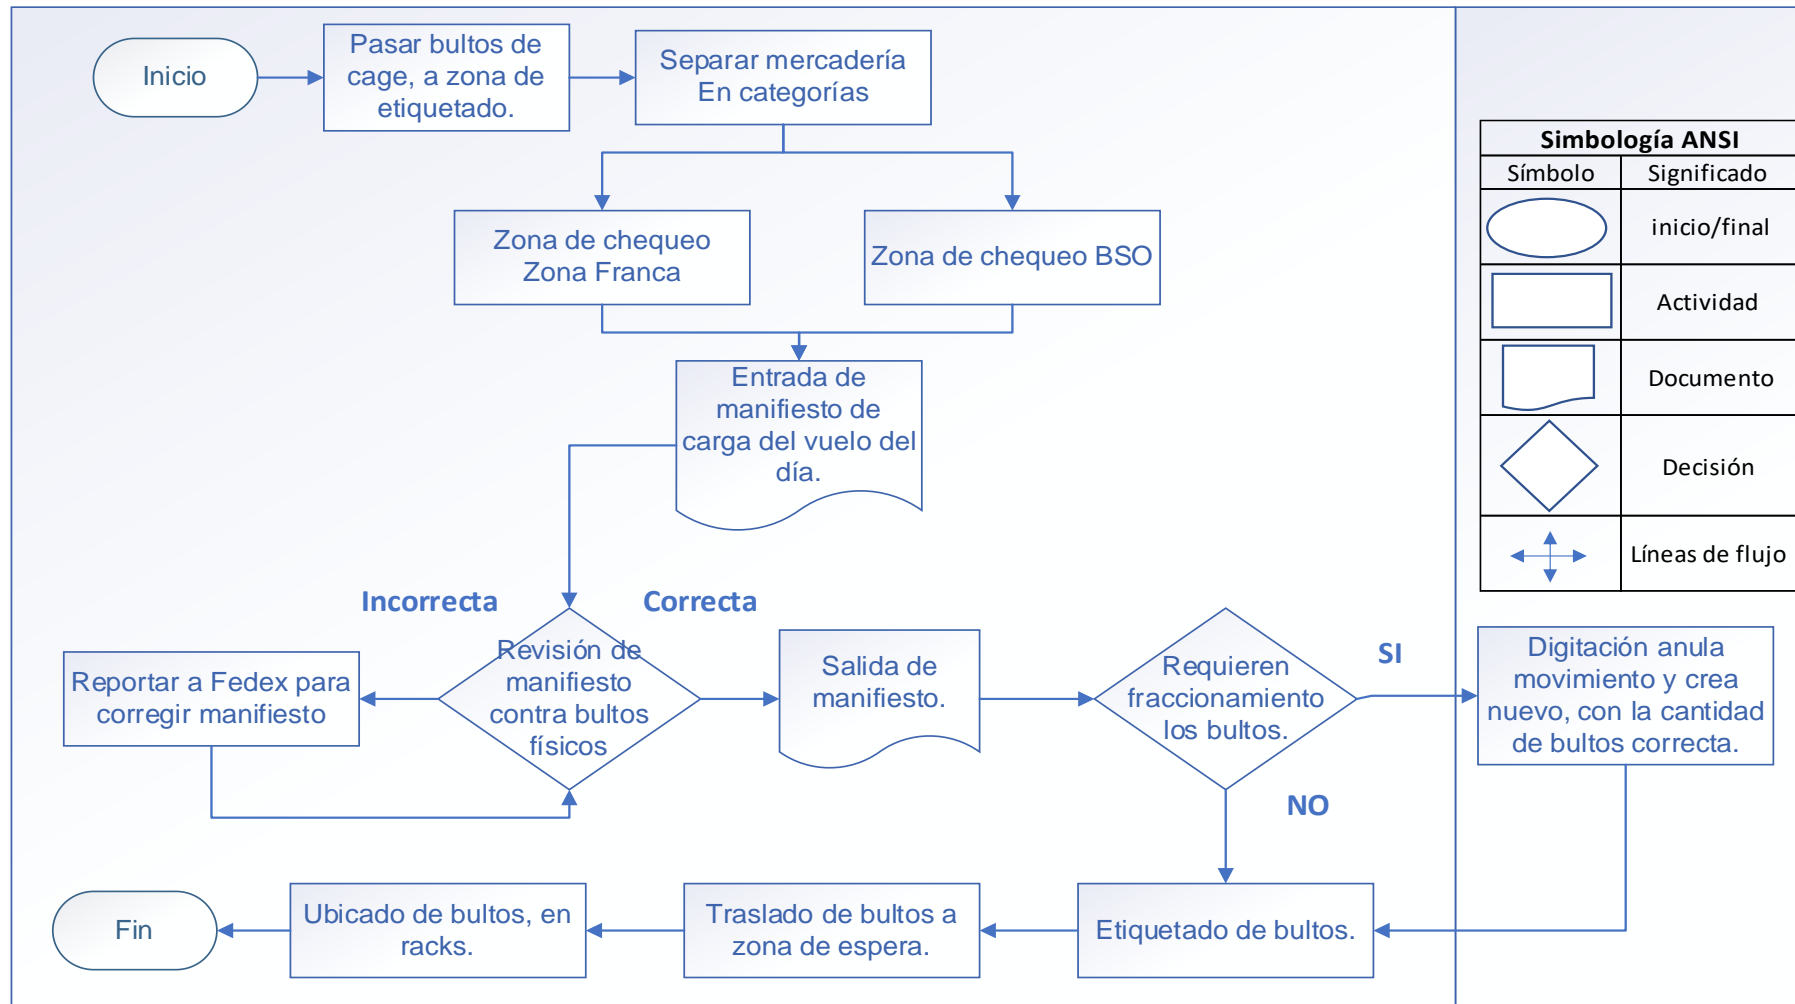 Inicio
Pasar bultos de
cage, a zona de
etiquetado.
Separar mercadería
En categorías
Zona de chequeo
Zona Franca
Zona de chequeo BSO
Entrada de
manifiesto de
carga del vuelo del
día.
Incorrecta
Correcta
Revisión de
manifiesto
contra bultos
físicos
Reportar a Fedex para
corregir manifiesto
Salida de
manifiesto.
Requieren
fraccionamiento
los bultos.
SI
NO
Digitación anula
movimiento y crea
nuevo, con la cantidad
de bultos correcta.
Etiquetado de bultos.
Traslado de bultos a
zona de espera.
Ubicado de bultos, en
racks.
Fin
Simbología ANSI
Símbolo Significado
inicio/final
Actividad
Documento
Decisión
Líneas de flujo